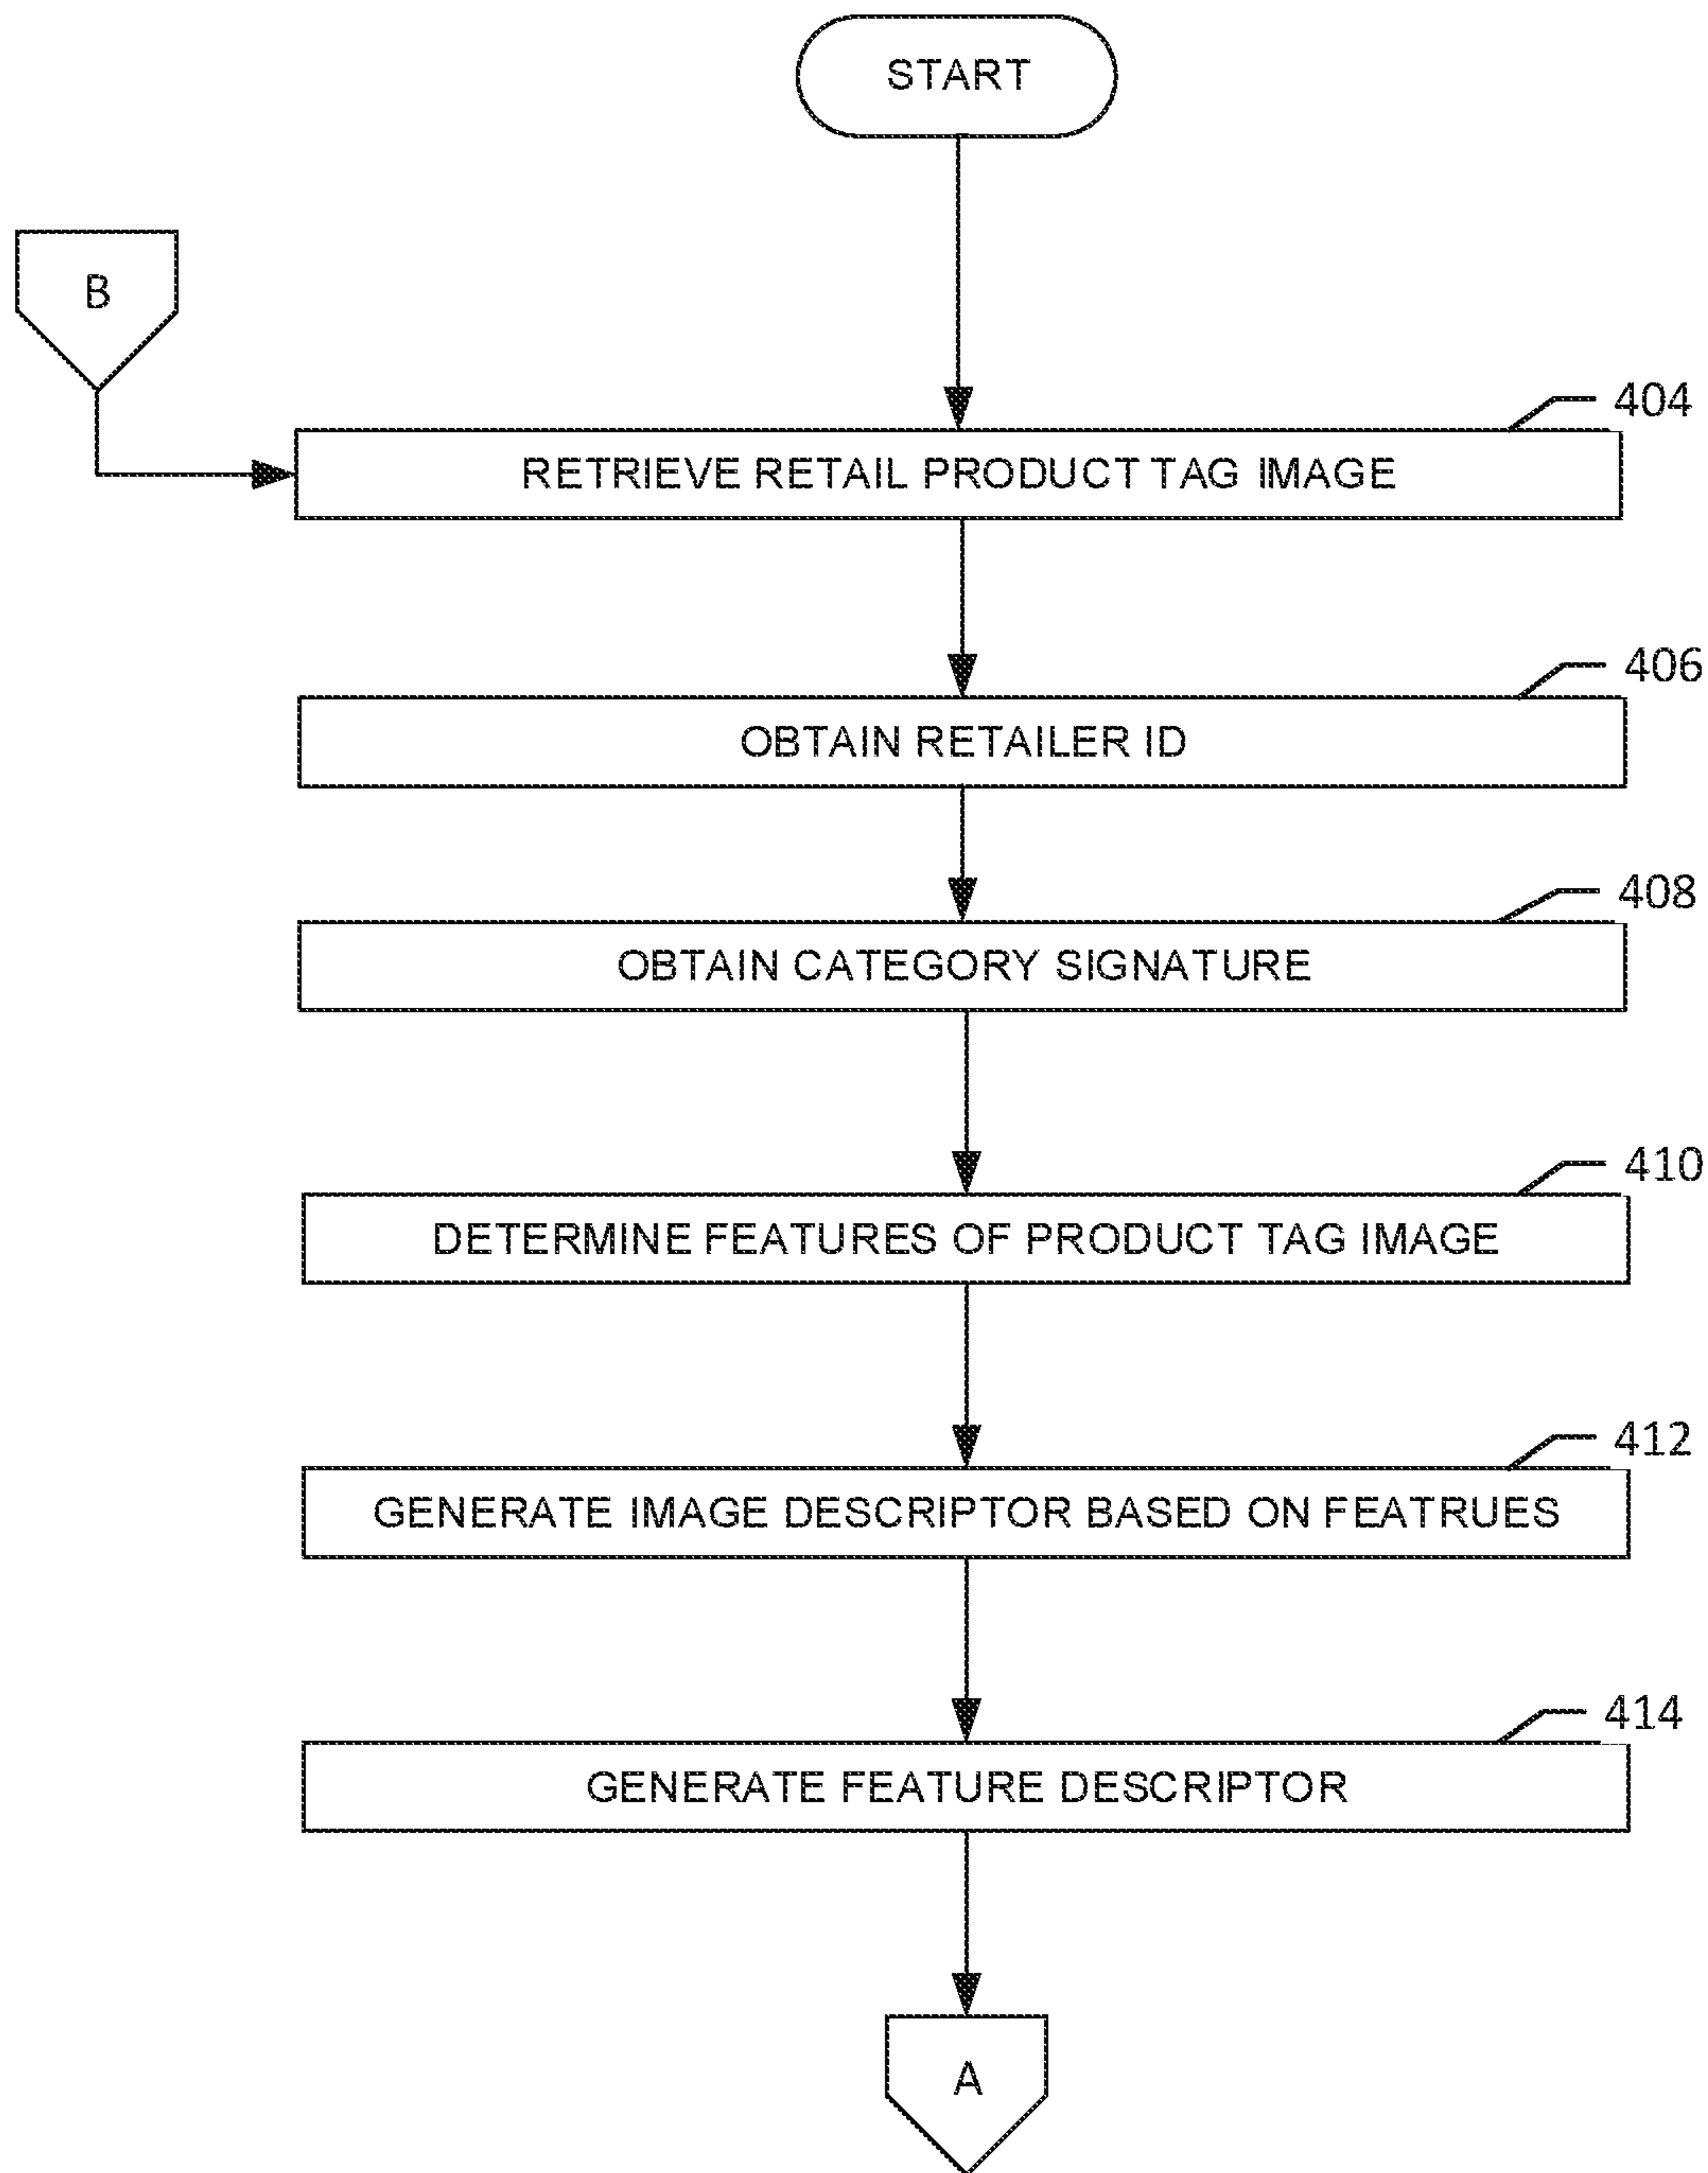 START
B
404
RETRIEVE RETAIL PRODUCT TAG IMAGE
406
OBTAIN RETAILER ID
408
OBTAIN CATEGORY SIGNATURE
410
DETERMINE FEATURES OF PRODUCT TAG IMAGE
412
GENERATE IMAGE DESCRIPTOR BASED ON FEATRUES
414
GENERATE FEATURE DESCRIPTOR
A